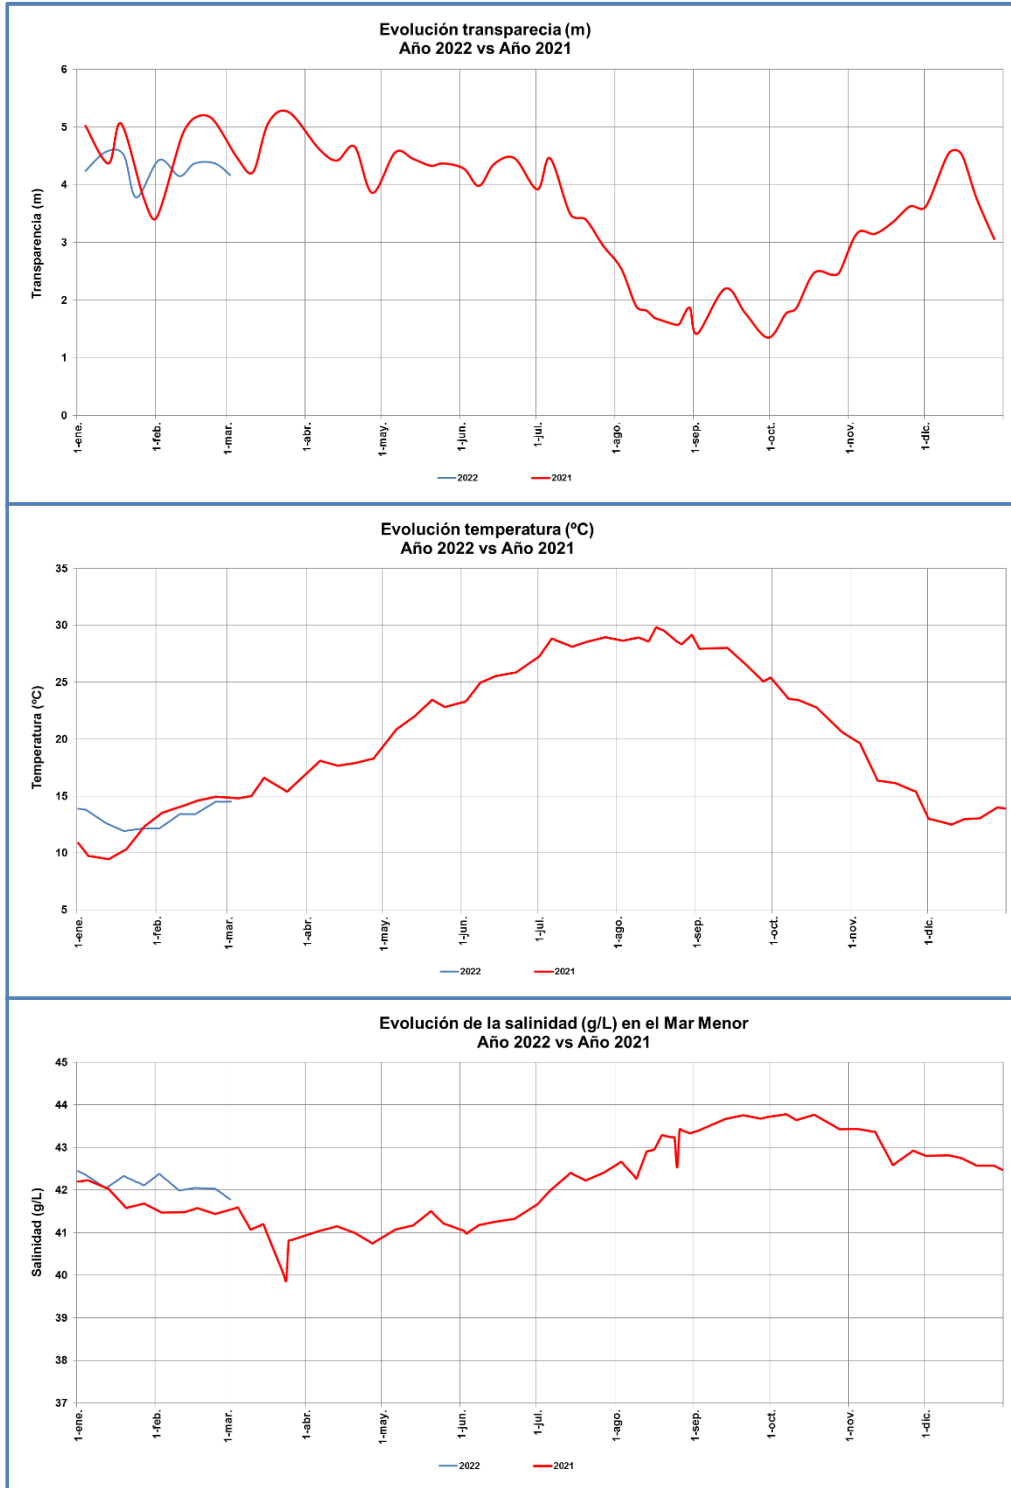 Evolución transparecia (m)
Año 2022 vs Año 2021
Transparencia (m)
6
5
4
3
2
1
0
1-ene.
1-feb.
1-mar.
1-abr.
1-may.
1-jun.
1-jul.
1-ago.
1-sep.
1-oct.
1-nov.
1-dic.
2022
2021
Evolución temperatura (ºC)
Año 2022 vs Año 2021
Temperatura (ºC)
35
30
25
20
15
10
5
1-ene.
1-feb.
1-mar.
1-abr.
1-may.
1-jun.
1-jul.
1-ago.
1-sep.
1-oct.
1-nov.
1-dic.
2022
2021
Evolución de la salinidad (g/L) en el Mar Menor
Año 2022 vs Año 2021
Salinidad (g/L)
45
44
43
42
41
40
39
38
37
1-ene.
1-feb.
1-mar.
1-abr.
1-may.
1-jun.
1-jul.
1-ago.
1-sep.
1-oct.
1-nov.
1-dic.
2022
2021